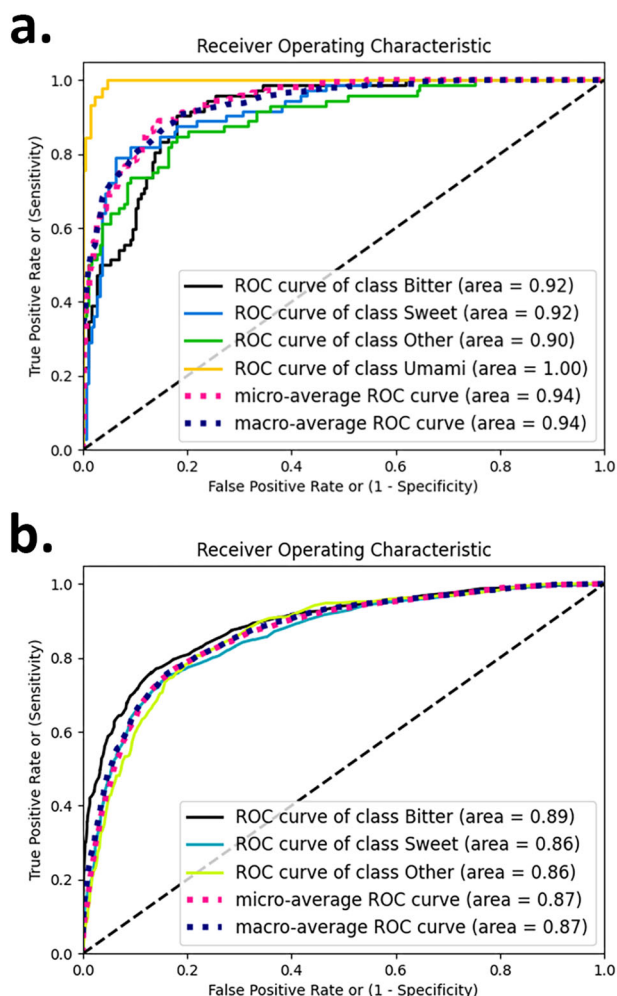 a.
Receiver Operating Characteristic
True Positive Rate or (Sensitivity)
1.0
0.8
0.6
0.4
0.2
0.0
ROC curve of class Bitter (area = 0.92)
ROC curve of class Sweet (area = 0.92)
ROC curve of class Other (area = 0.90)
ROC curve of class Umami (area = 1.00)
micro-average ROC curve (area = 0.94)
macro-average ROC curve (area = 0.94)
0.0 0.2 0.4 0.6 0.8 1.0
False Positive Rate or (1 - Specificity)
b.
Receiver Operating Characteristic
True Positive Rate or (Sensitivity)
1.0
0.8
0.6
0.4
0.2
0.0
ROC curve of class Bitter (area = 0.89)
ROC curve of class Sweet (area = 0.86)
ROC curve of class Other (area = 0.86)
micro-average ROC curve (area = 0.87)
macro-average ROC curve (area = 0.87)
0.0 0.2 0.4 0.6 0.8 1.0
False Positive Rate or (1 - Specificity)